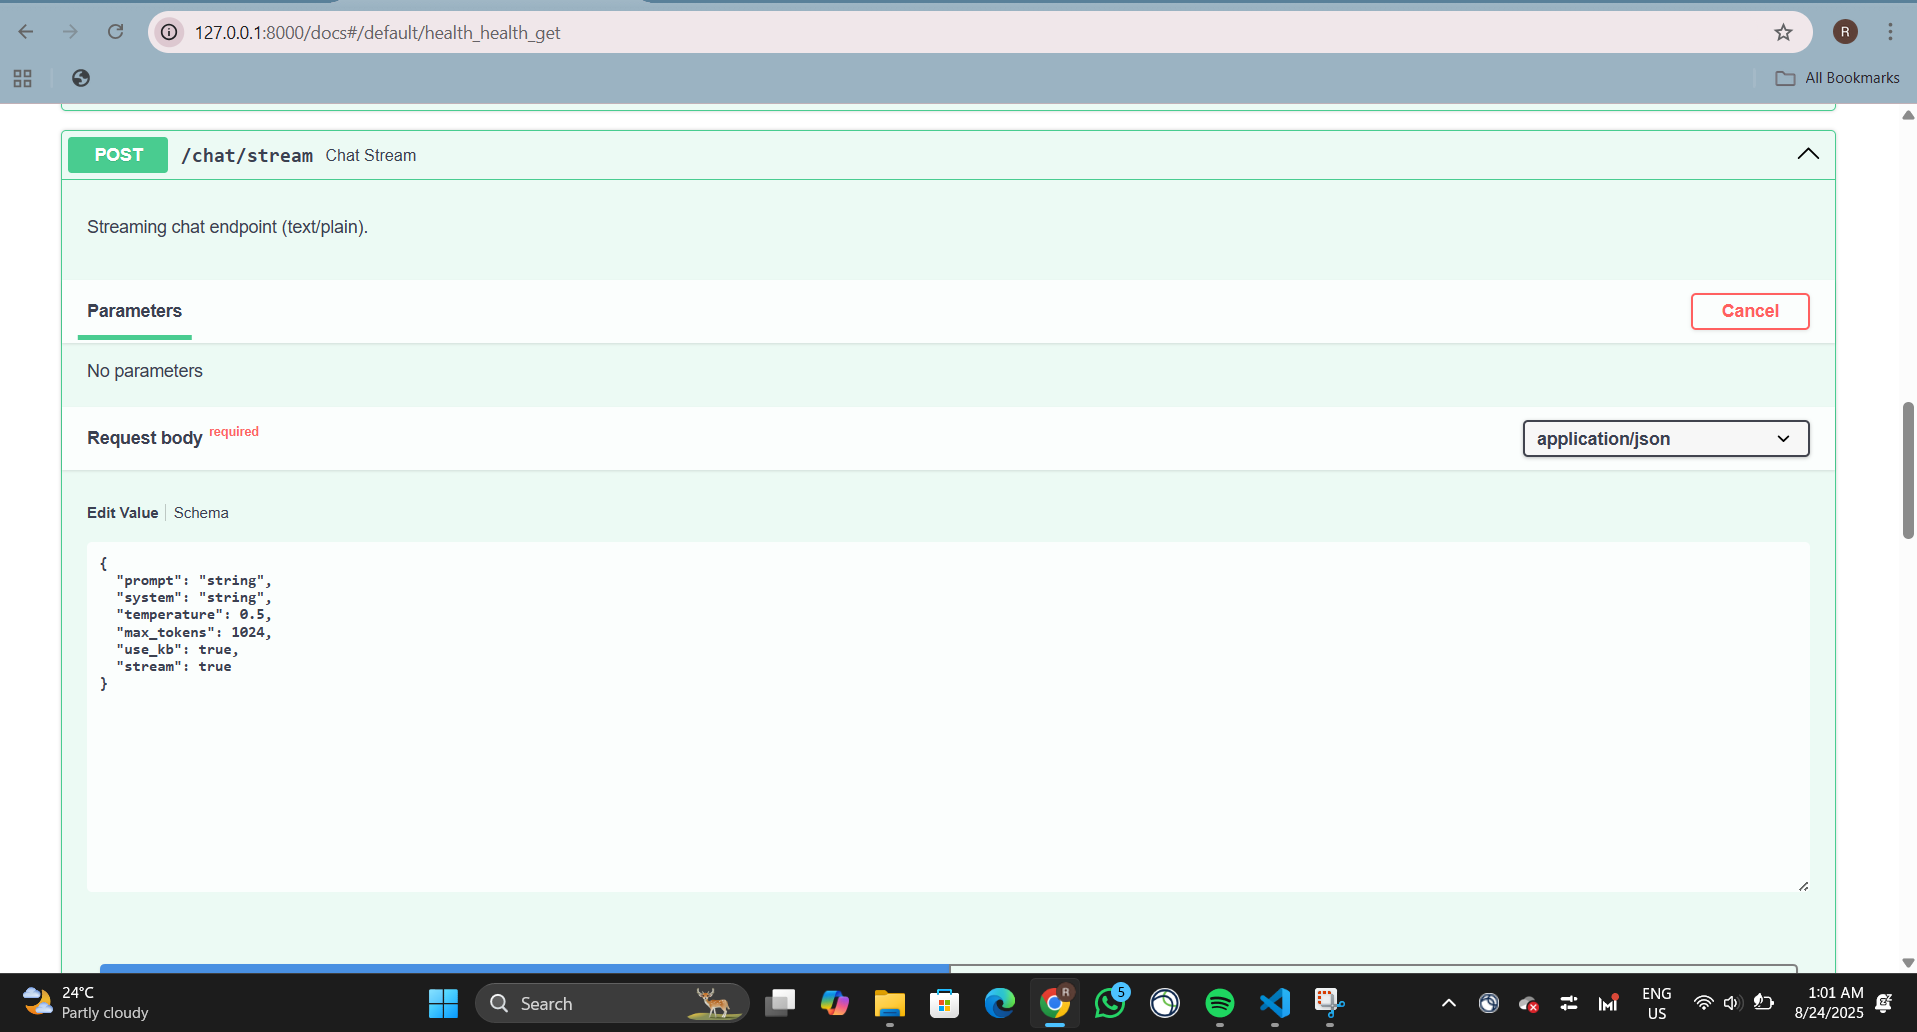 127.0.0.1:8000/docs#/default/health_health_get
R
All Bookmarks
POST /chat/stream Chat Stream
Streaming chat endpoint (text/plain).
Parameters
Cancel
No parameters
Request body required
application/json
Edit Value
Schema
{
"prompt": "string",
"system": "string",
"temperature": 0.5,
"max_tokens": 1024,
"use_kb": true,
"stream": true
}
24°C
Partly cloudy
Search
R
5
ENG
US
1:01 AM
8/24/2025